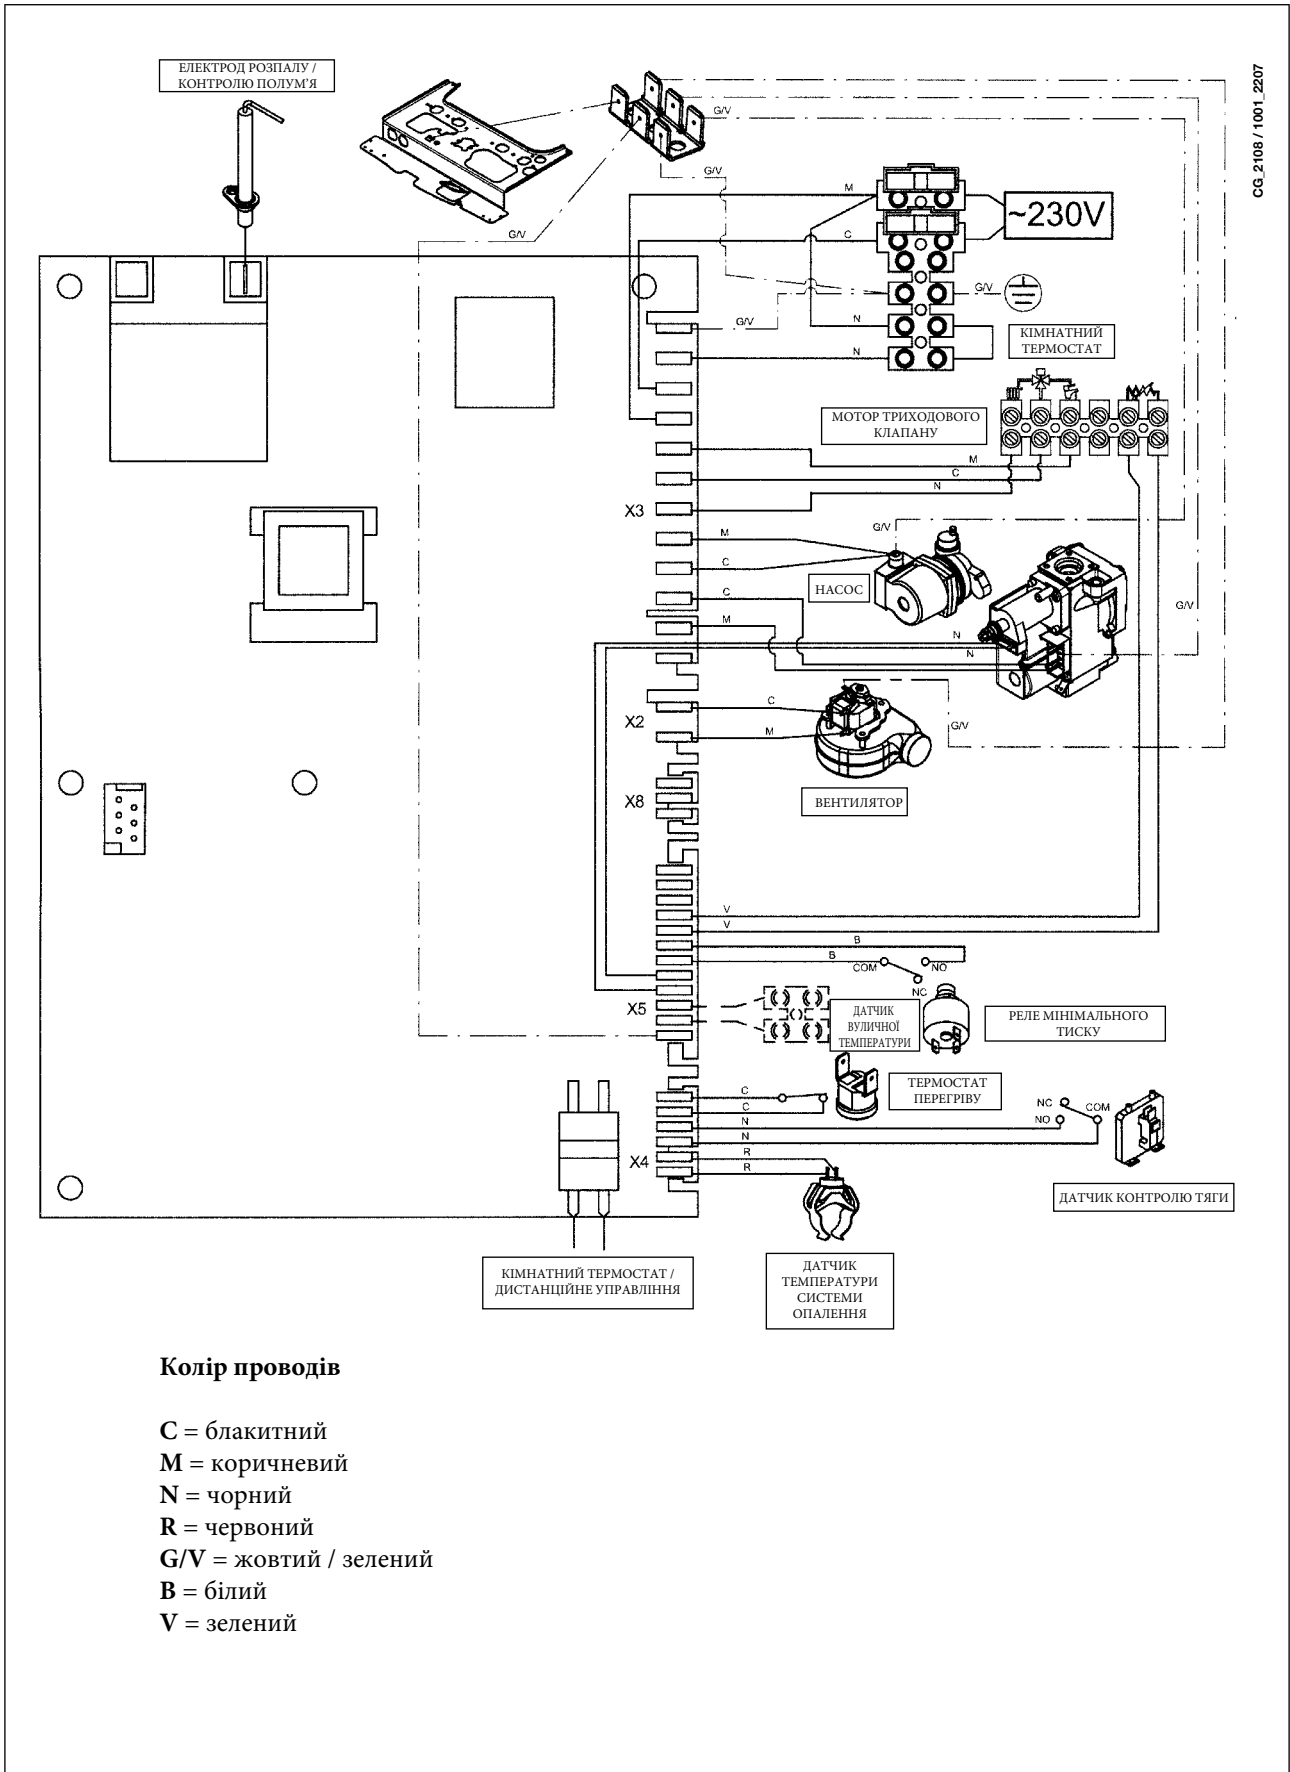 ЕЛЕКТРОД РОЗПАЛУ /
КОНТРОЛЮ ПОЛУМ’Я
CG_2108 / 1001_2207
G/V
G/V
M
~230V
G/V
C
G/V
G/V
N
КІМНАТНИЙ
ТЕРМОСТАТ
N
МОТОР ТРИХОДОВОГО
КЛАПАНУ
M
C
N
X3
G/V
M
C
НАСОС
C
G/V
M
N
N
C
X2
M
G/V
X8
ВЕНТИЛЯТОР
V
V
B
B
COM
NO
NC
X5
ДАТЧИК
ВУЛИЧНОЇ
ТЕМПЕРАТУРИ
РЕЛЕ МІНІМАЛЬНОГО
ТИСКУ
ТЕРМОСТАТ
ПЕРЕГРІВУ
C
C
N
N
NC
COM
NO
R
R
X4
ДАТЧИК КОНТРОЛЮ ТЯГИ
КІМНАТНИЙ ТЕРМОСТАТ /
ДИСТАНЦІЙНЕ УПРАВЛІННЯ
ДАТЧИК
ТЕМПЕРАТУРИ
СИСТЕМИ
ОПАЛЕННЯ
Колір проводів
C = блакитний
M = коричневий
N = чорний
R = червоний
G/V = жовтий / зелений
B = білий
V = зелений